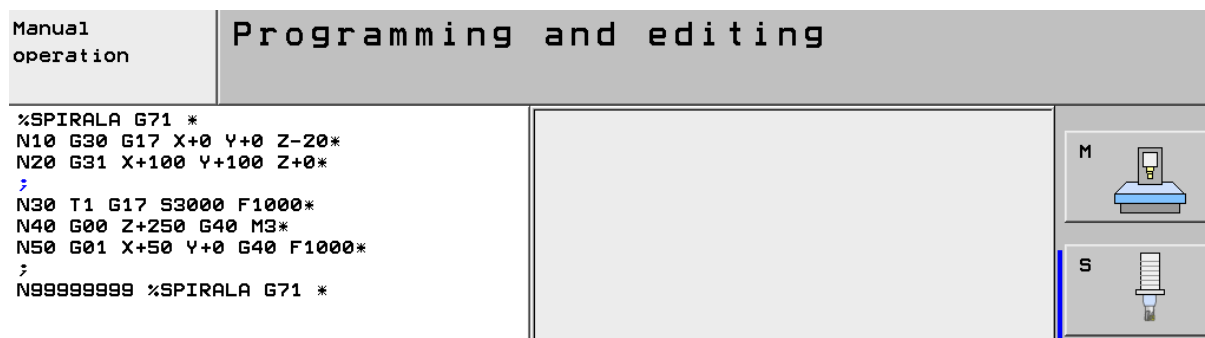 Manual
operation
Programming and editing
%SPIRALA G71 *
N10 G30 G17 X+0 Y+0 Z-20*
N20 G31 X+100 Y+100 Z+0*
;
N30 T1 G17 S3000 F1000*
N40 G00 Z+250 G40 M3*
N50 G01 X+50 Y+0 G40 F1000*
;
N99999999 %SPIRALA G71 *
M
S